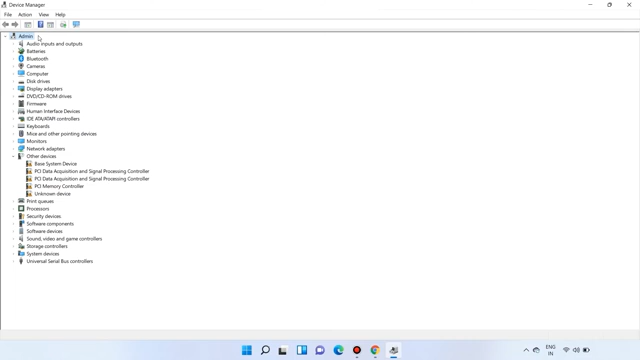 Device Manager
File Action View Help
Admin
Audio inputs and outputs
Batteries
Bluetooth
Cameras
Computer
Disk drives
Display adapters
DVD/CD-ROM drives
Firmware
Human Interface Devices
IDE ATA/ATAPI controllers
Keyboards
Mice and other pointing devices
Monitors
Network adapters
Other devices
Base System Device
PCI Data Acquisition and Signal Processing Controller
PCI Data Acquisition and Signal Processing Controller
PCI Memory Controller
Unknown device
Print queues
Processors
Security devices
Software components
Software devices
Sound, video and game controllers
Storage controllers
System devices
Universal Serial Bus controllers
ENG
IN